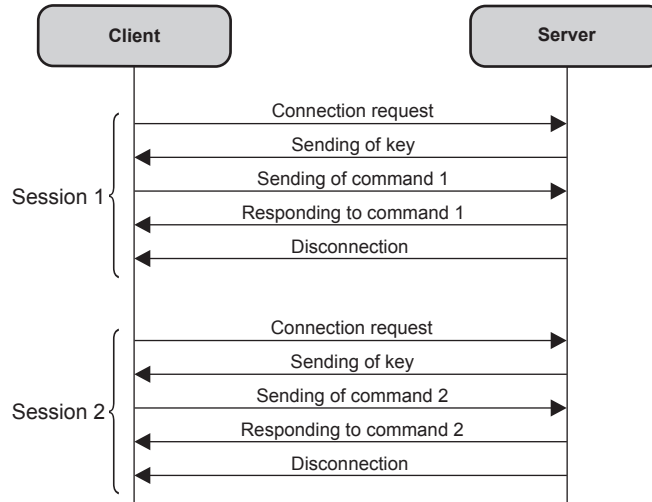 Client
Server
Connection request
Sending of key
Session 1
Sending of command 1
Responding to command 1
Disconnection
Connection request
Sending of key
Session 2
Sending of command 2
Responding to command 2
Disconnection